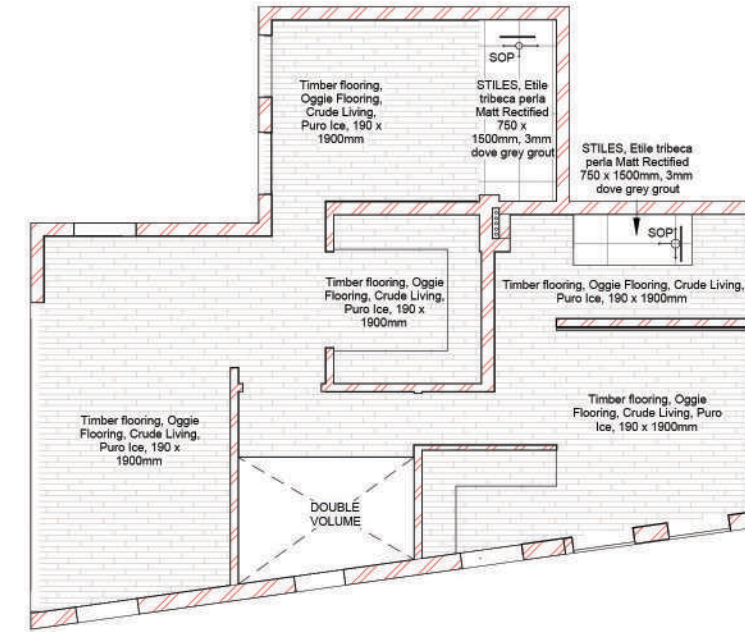 Timber flooring,
Oggie Flooring,
Crude Living,
Puro Ice, 190 x
1900mm
SOP
STILES, Etile
tribeca perla
Matt Rectified
750 x
1500mm, 3mm
dove grey grout
STILES, Etile tribeca
perla Matt Rectified
750 x 1500mm, 3mm
dove grey grout
SOP
Timber flooring, Oggie
Flooring, Crude Living,
Puro Ice, 190 x
1900mm
Timber flooring, Oggie Flooring, Crude Living,
Puro Ice, 190 x 1900mm
Timber flooring, Oggie
Flooring, Crude Living, Puro
Ice, 190 x 1900mm
Timber flooring, Oggie
Flooring, Crude Living,
Puro Ice, 190 x
1900mm
DOUBLE
VOLUME